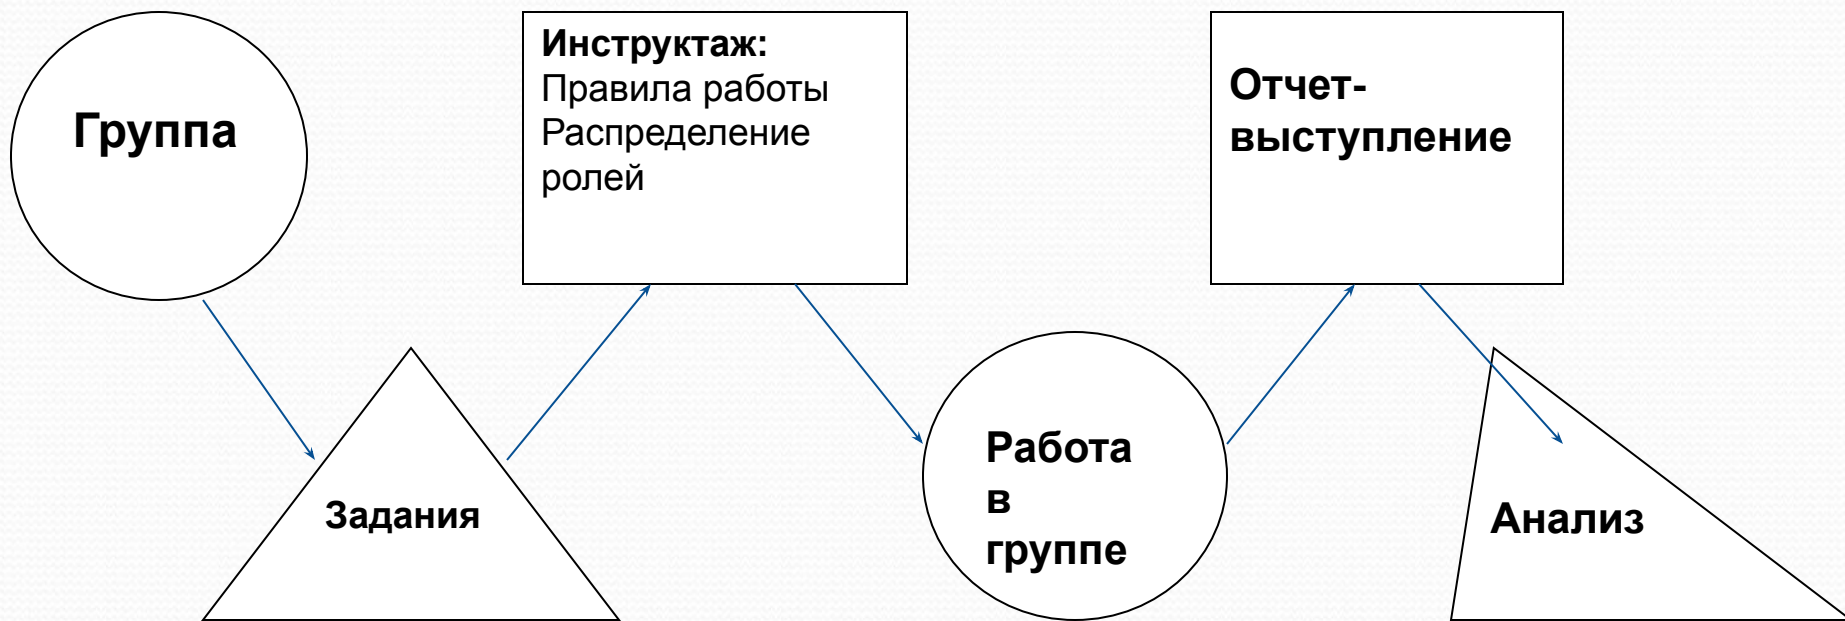 Группа
Задания
Инструктаж:
Правила работы
Распределение
ролей
Работа
в
группе
Отчет-
выступление
Анализ